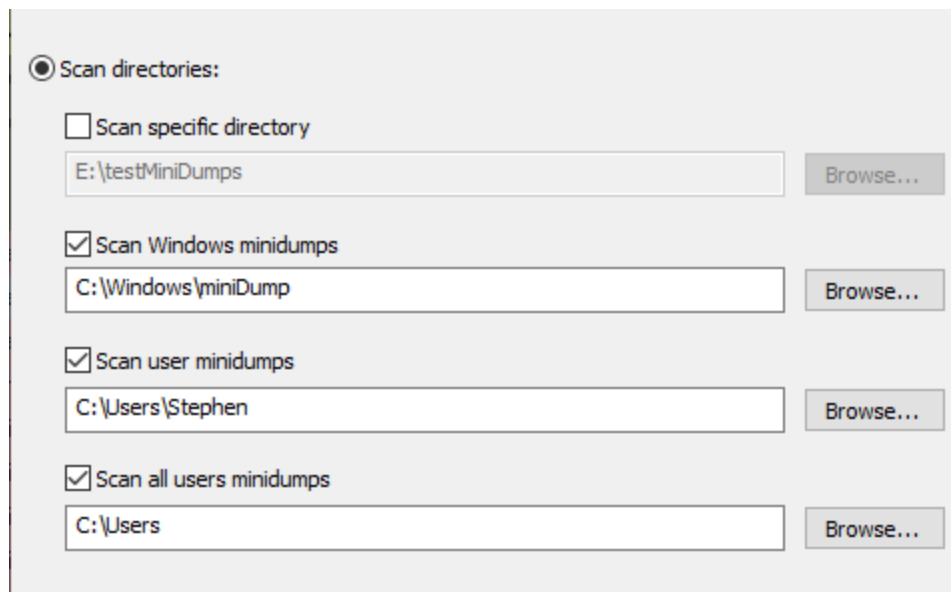 Scan directories:
Scan specific directory
E:\testMiniDumps
Browse...
Scan Windows minidumps
C:\Windows\miniDump
Browse...
Scan user minidumps
C:\Users\Stephen
Browse...
Scan all users minidumps
C:\Users
Browse...